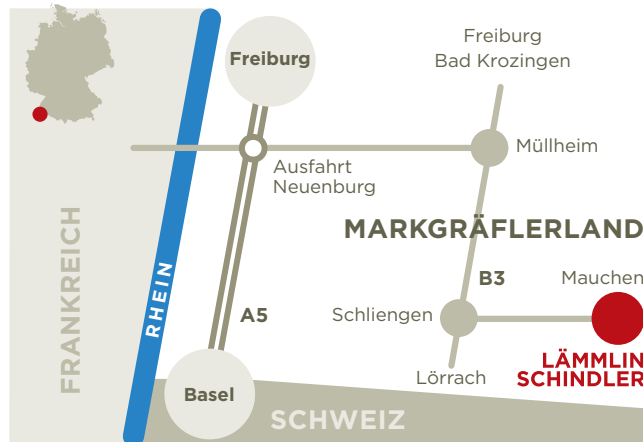 Freiburg
Bad Krozingen
Freiburg
Müllheim
Ausfahrt
Neuenburg
MARKGRÄFLERLAND
FRANKREICH
RHEIN
A5
B3
Mauchen
Schliengen
LÄMMLIN
SCHINDLER
Lörrach
Basel
SCHWEIZ